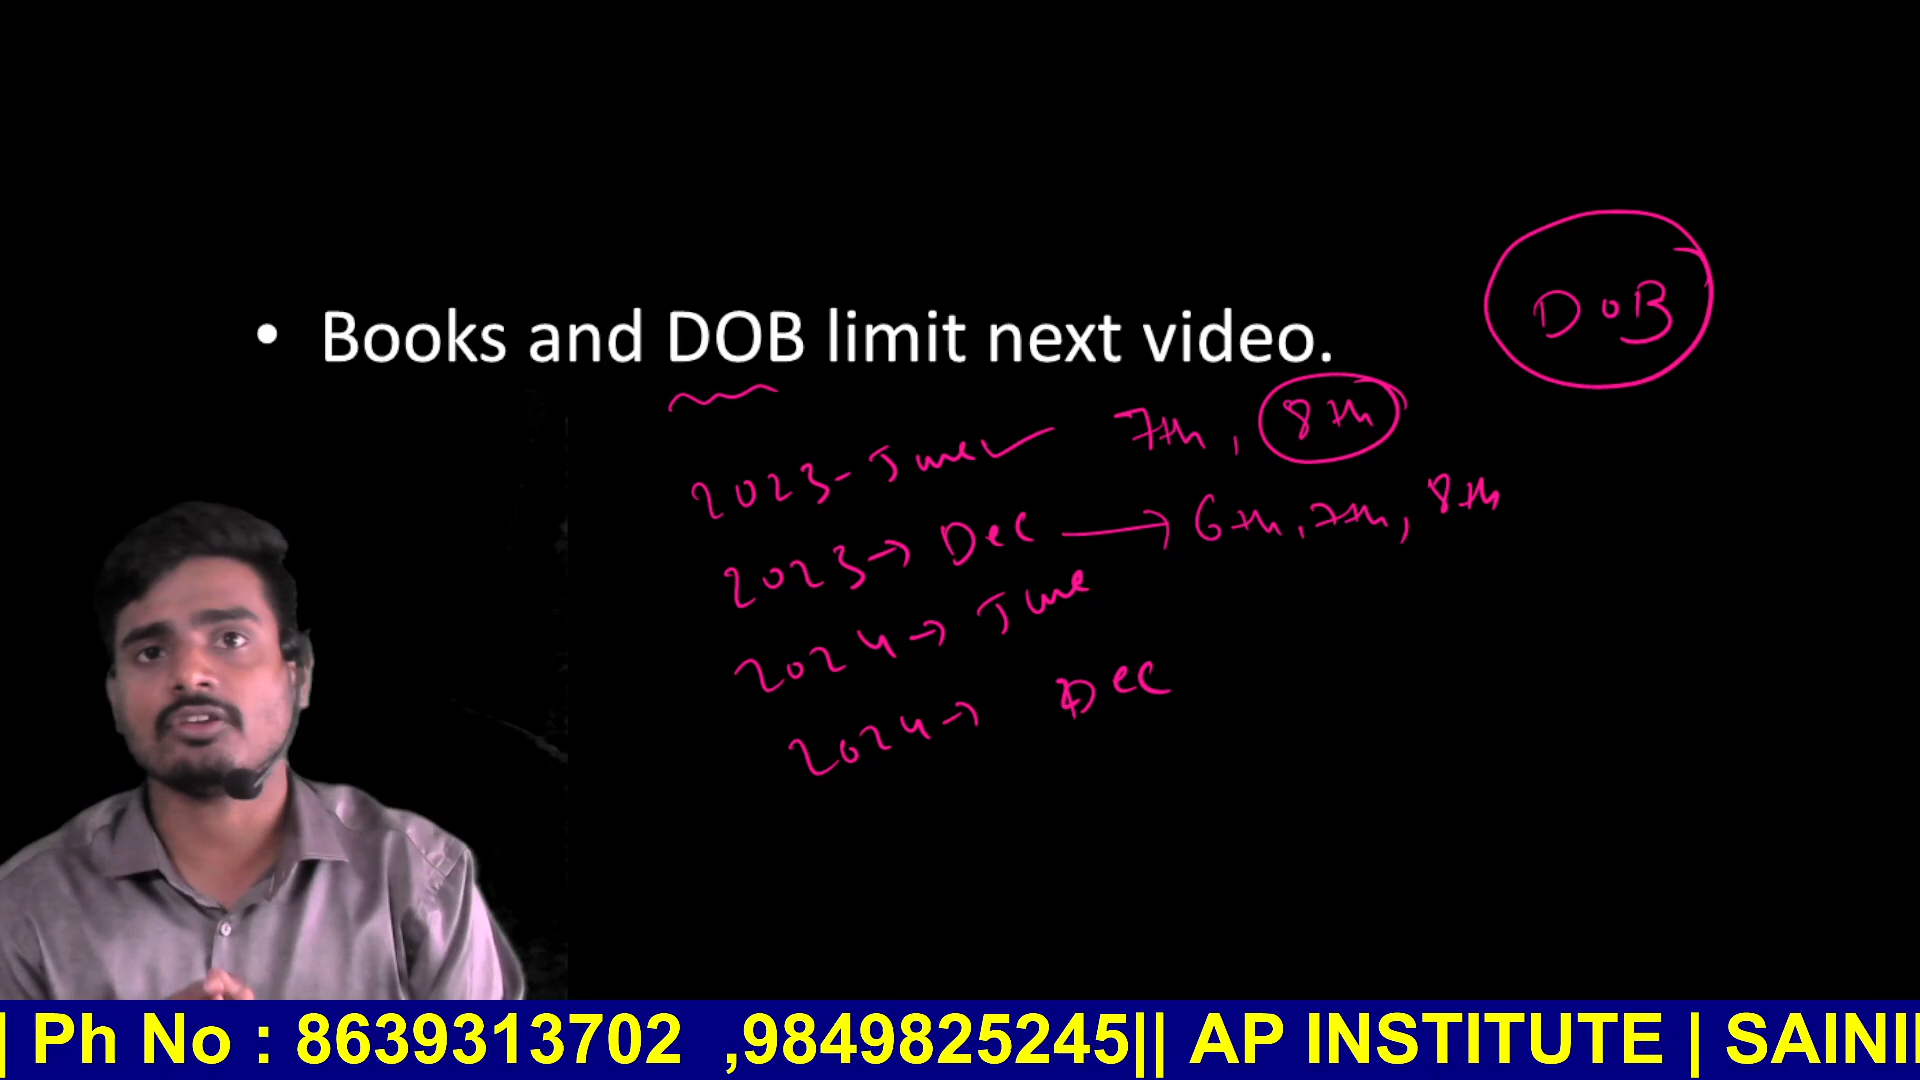 DOB
• Books and DOB limit next video.
2023 - June ✓ 7th, 8th
2023 → Dec → 6th, 7th, 8th
2024 → June
2024 → Dec
| Ph No : 8639313702 ,9849825245|| AP INSTITUTE | SAINI